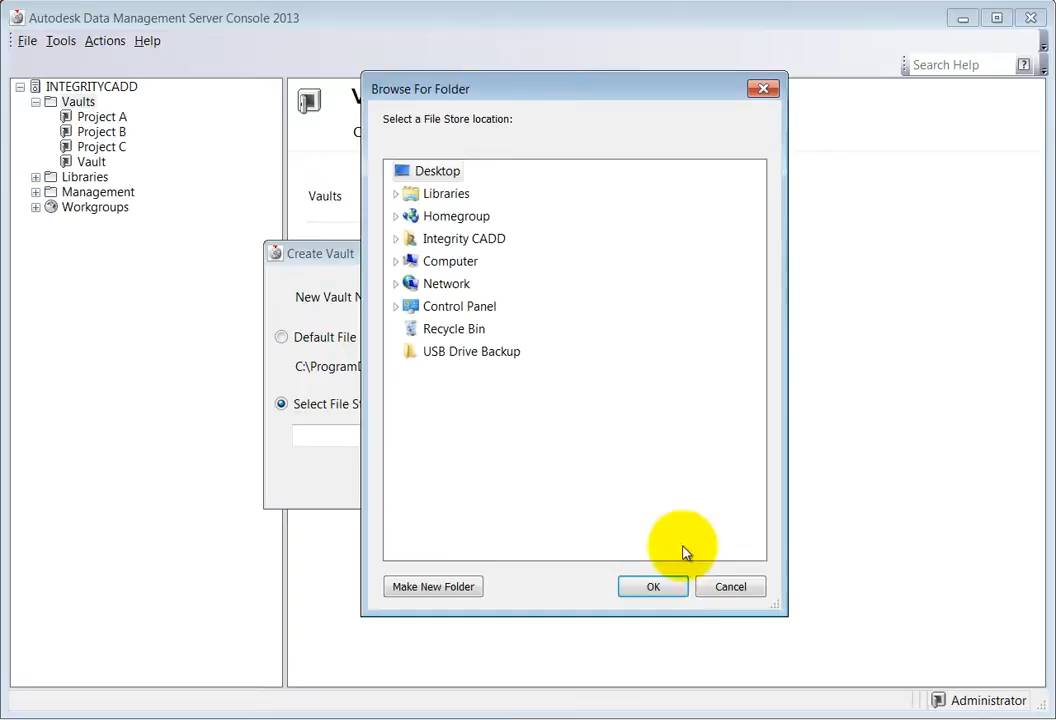 Autodesk Data Management Server Console 2013
File Tools Actions Help
Search Help ?
INTEGRITYCADD
Vaults
Project A
Project B
Project C
Vault
Libraries
Management
Workgroups
Vaults
Create Vault
New Vault N
Default File
C:\ProgramD
Select File St
Browse For Folder
Select a File Store location:
Desktop
Libraries
Homegroup
Integrity CADD
Computer
Network
Control Panel
Recycle Bin
USB Drive Backup
Make New Folder OK Cancel
Administrator